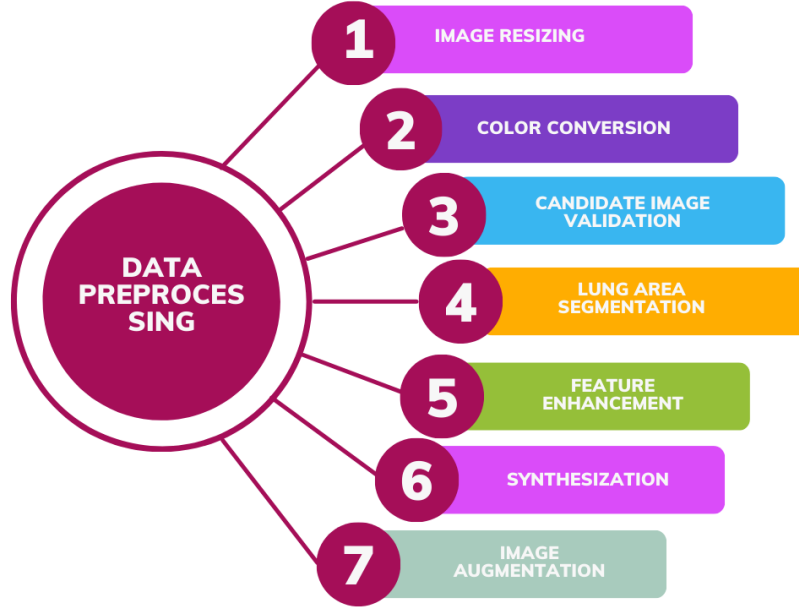 DATA
PREPROCES
SING
1
IMAGE RESIZING
2
COLOR CONVERSION
3
CANDIDATE IMAGE
VALIDATION
4
LUNG AREA
SEGMENTATION
5
FEATURE
ENHANCEMENT
6
SYNTHESIZATION
7
IMAGE
AUGMENTATION